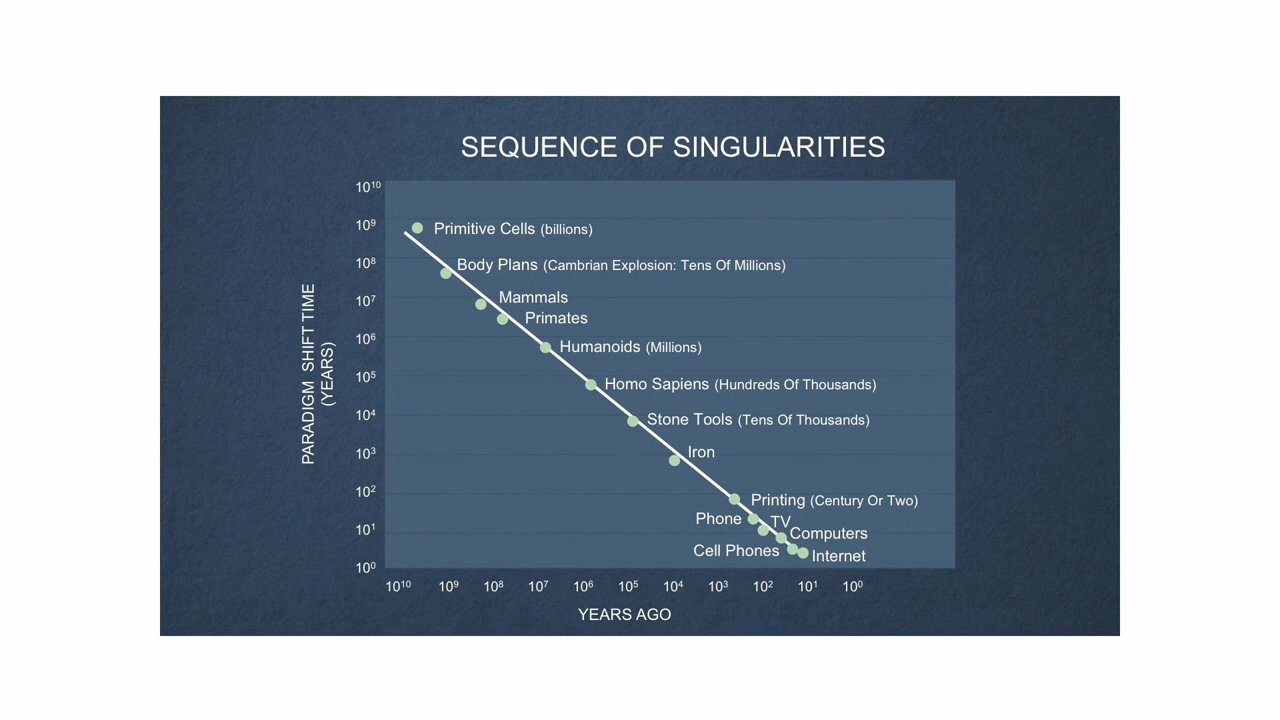 SEQUENCE OF SINGULARITIES
PARADIGM SHIFT TIME
(YEARS)
10¹⁰
10⁹
10⁸
10⁷
10⁶
10⁵
10⁴
10³
10²
10¹
10⁰
Primitive Cells (billions)
Body Plans (Cambrian Explosion: Tens Of Millions)
Mammals
Primates
Humanoids (Millions)
Homo Sapiens (Hundreds Of Thousands)
Stone Tools (Tens Of Thousands)
Iron
Printing (Century Or Two)
Phone
TV
Computers
Cell Phones
Internet
10¹⁰ 10⁹ 10⁸ 10⁷ 10⁶ 10⁵ 10⁴ 10³ 10² 10¹ 10⁰
YEARS AGO